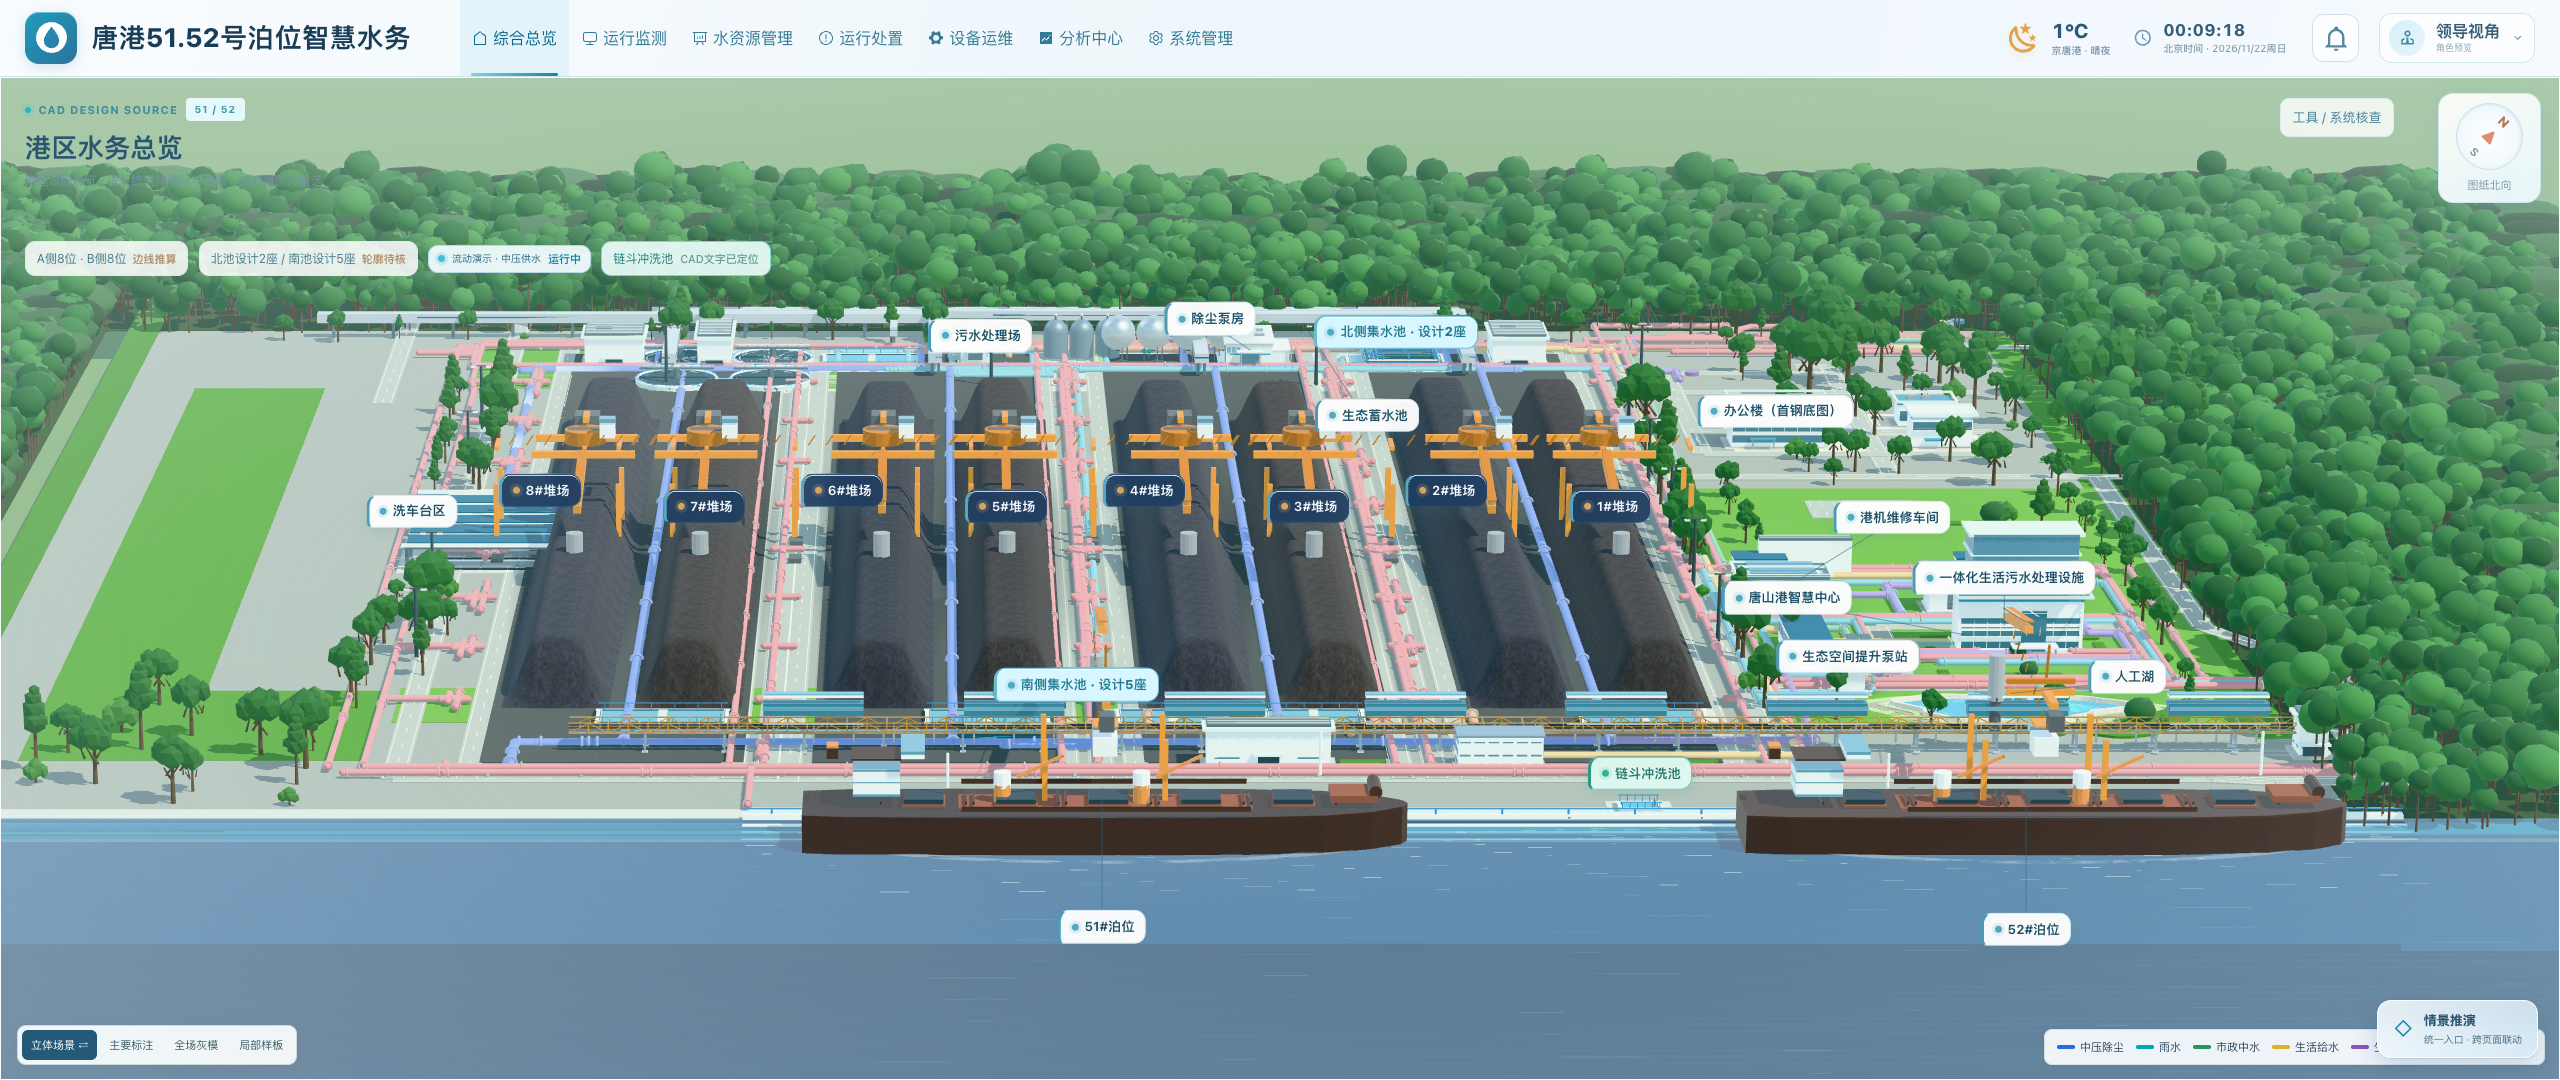 唐港51.52号泊位智慧水务
综合总览
运行监测
水资源管理
运行处置
设备运维
分析中心
系统管理
1°C
京唐港 · 晴夜
00:09:18
北京时间 · 2026/11/22周日
领导视角
角色预览
CAD DESIGN SOURCE
51 / 52
港区水务总览
工具 / 系统核查
N
S
图纸北向
A侧8位 · B侧8位 边线推算
北池设计2座 / 南池设计5座 轮廓待核
流动演示 · 中压供水 运行中
链斗冲洗池 CAD文字已定位
污水处理场
除尘泵房
北侧集水池 · 设计2座
生态蓄水池
办公楼（首钢底图）
洗车台区
8#堆场
7#堆场
6#堆场
5#堆场
4#堆场
3#堆场
2#堆场
1#堆场
港机维修车间
一体化生活污水处理设施
唐山港智慧中心
生态空间提升泵站
人工湖
南侧集水池 · 设计5座
链斗冲洗池
51#泊位
52#泊位
立体场景
主要标注
全场灰模
局部样板
中压除尘
雨水
市政中水
生活给水
情景推演
统一入口 · 跨页面联动